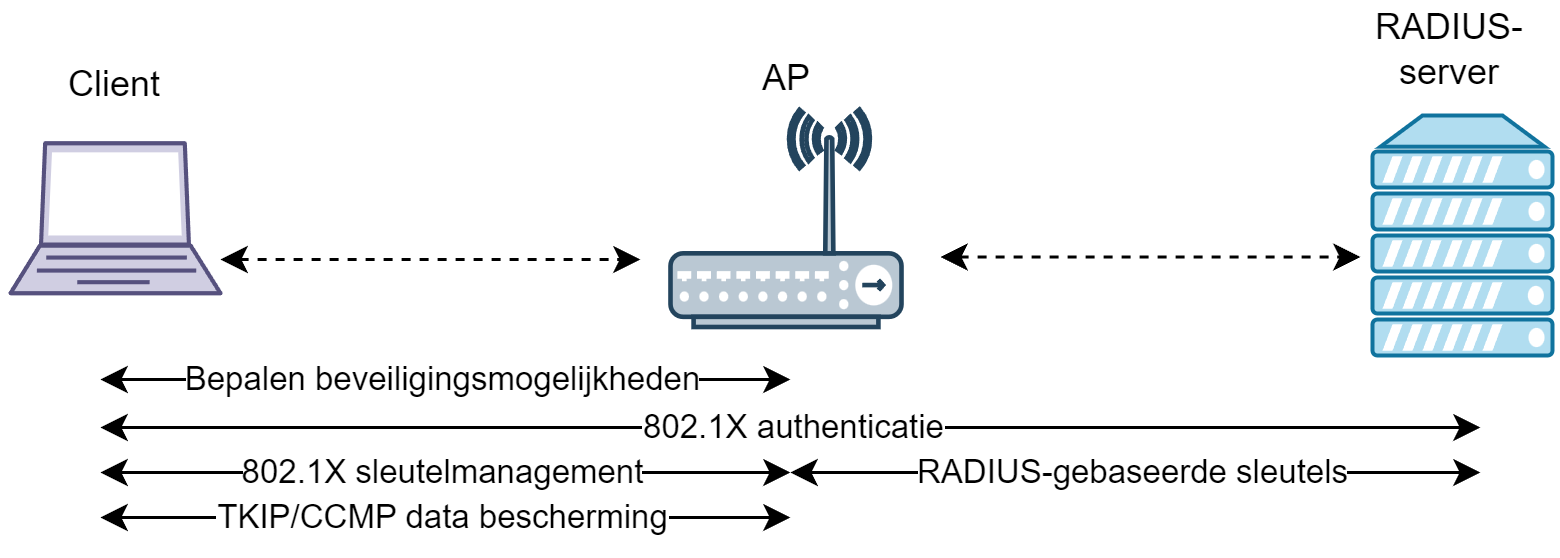 Client
AP
RADIUS-
server
Bepalen beveiligingsmogelijkheden
802.1X authenticatie
802.1X sleutelmanagement
RADIUS-gebaseerde sleutels
TKIP/CCMP data bescherming